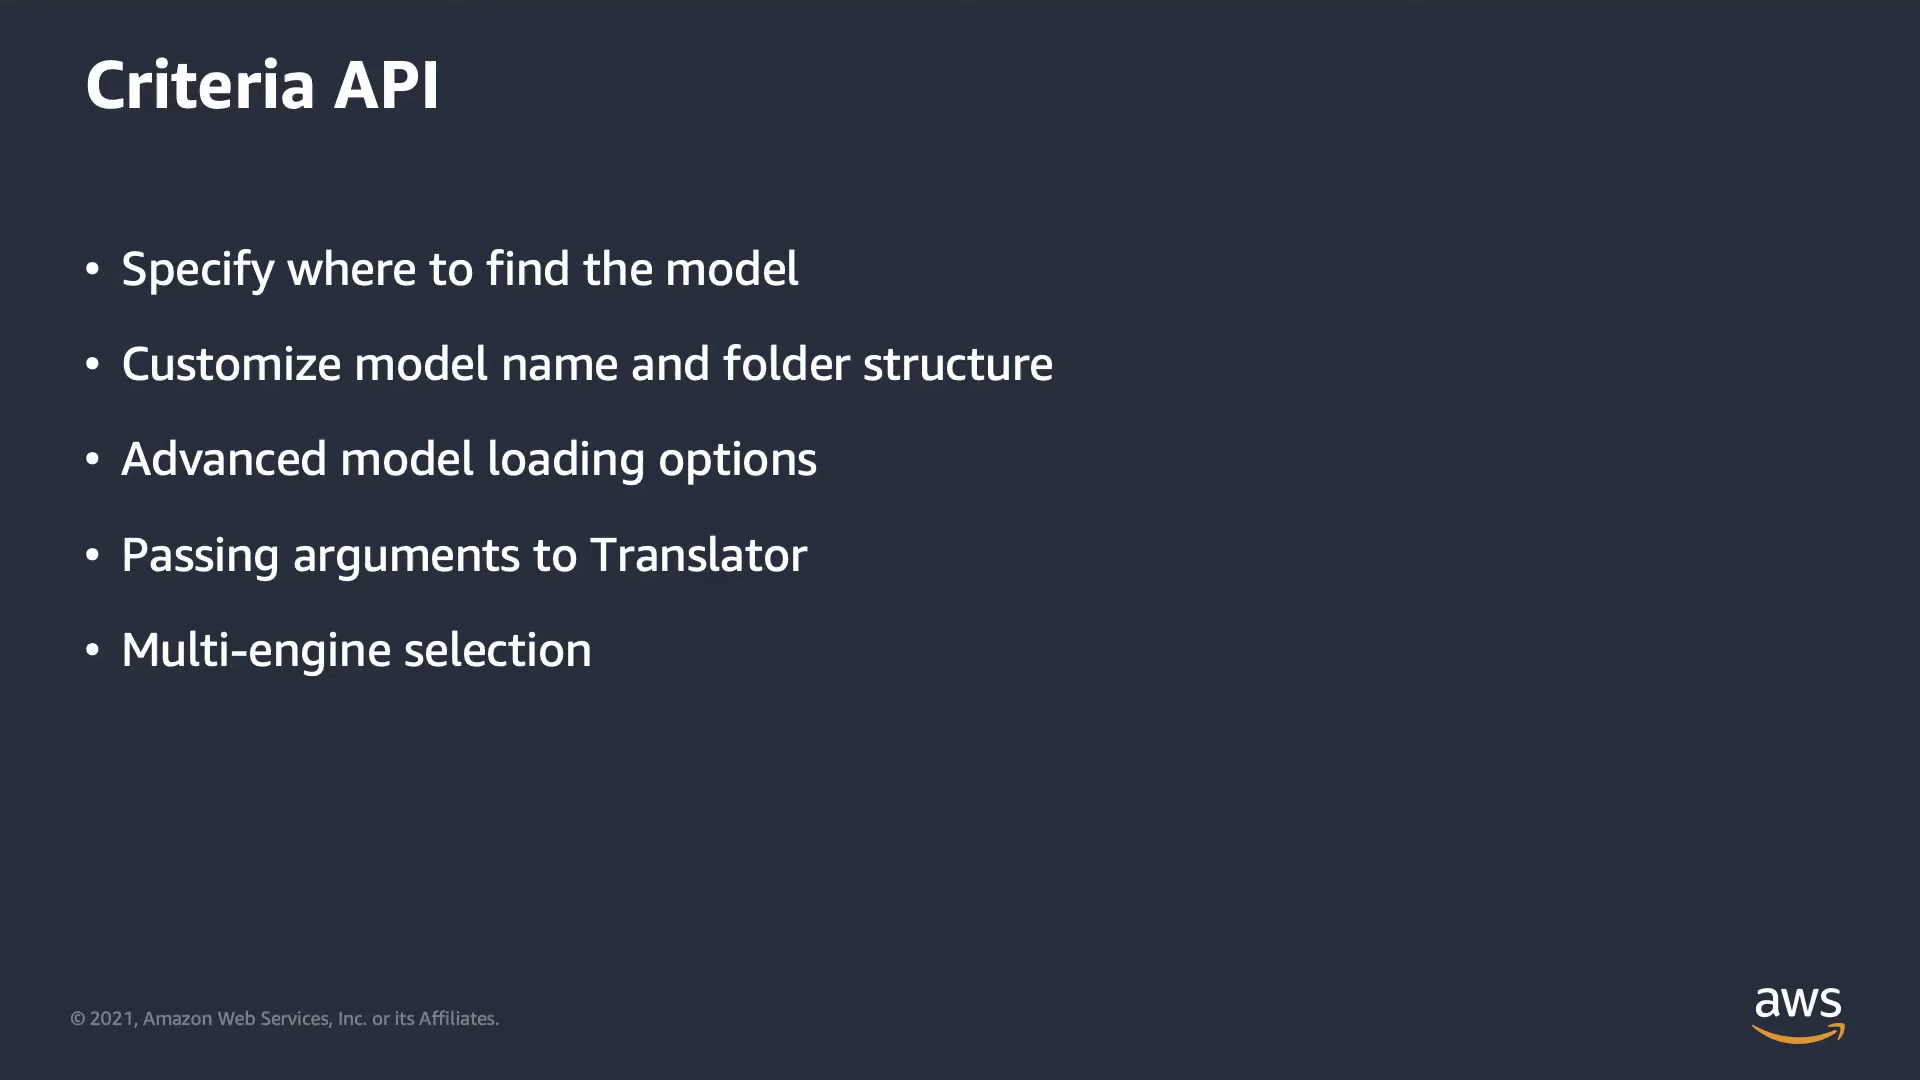 Criteria API
• Specify where to find the model
• Customize model name and folder structure
• Advanced model loading options
• Passing arguments to Translator
• Multi-engine selection
© 2021, Amazon Web Services, Inc. or its Affiliates.
aws